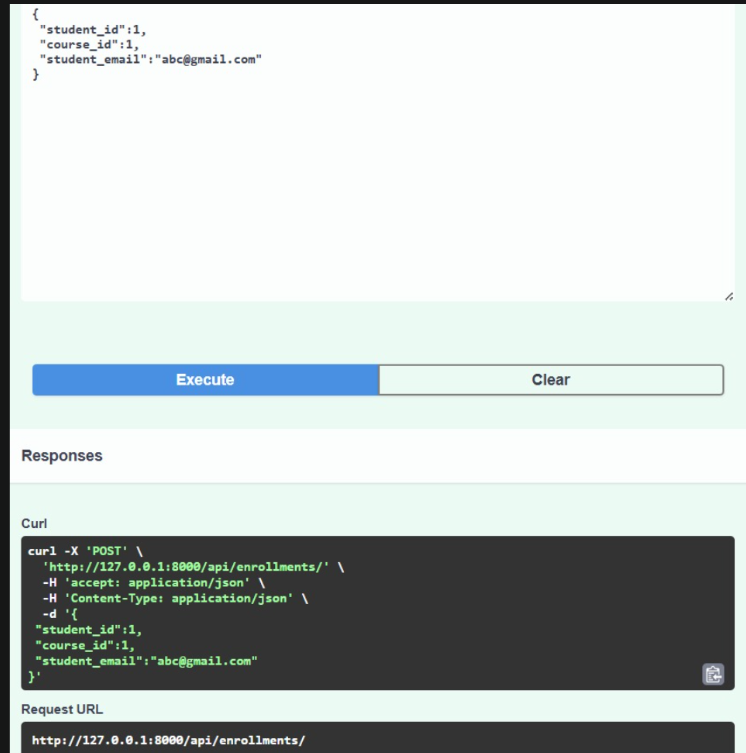 {
"student_id":1,
"course_id":1,
"student_email":"abc@gmail.com"
}
Execute
Clear
Responses
Curl
curl -X 'POST' \
'http://127.0.0.1:8000/api/enrollments/' \
-H 'accept: application/json' \
-H 'Content-Type: application/json' \
-d '{
"student_id":1,
"course_id":1,
"student_email":"abc@gmail.com"
}'
Request URL
http://127.0.0.1:8000/api/enrollments/